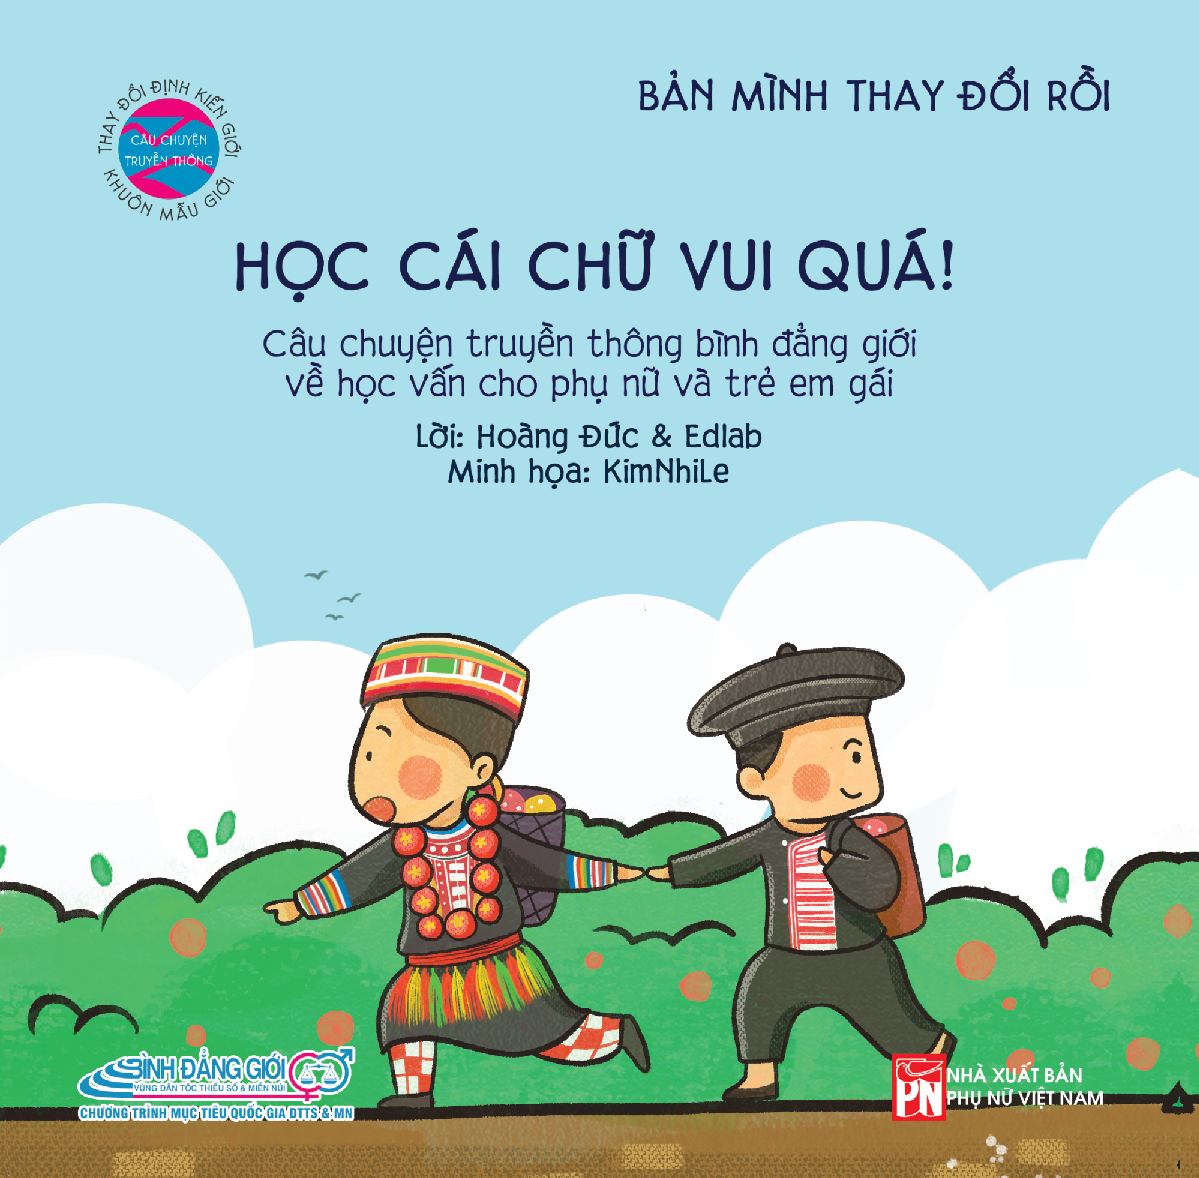 BẢN MÌNH THAY ĐỔI RỒI
THAY ĐỔI ĐỊNH KIẾN GIỚI
CÂU CHUYỆN
TRUYỀN THÔNG
KHUÔN MẪU GIỚI
HỌC CÁI CHỮ VUI QUÁ!
Câu chuyện truyền thông bình đẳng giới
về học vấn cho phụ nữ và trẻ em gái
Lời: Hoàng Đức & Edlab
Minh họa: KimNhiLe
BÌNH ĐẲNG GIỚI
VÙNG DÂN TỘC THIỂU SỐ & MIỀN NÚI
CHƯƠNG TRÌNH MỤC TIÊU QUỐC GIA DTTS & MN
PN
NHÀ XUẤT BẢN
PHỤ NỮ VIỆT NAM
1